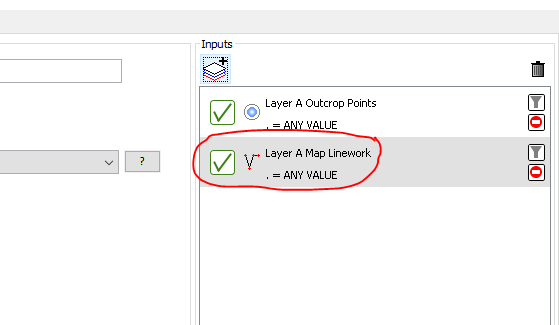 Inputs
Layer A Outcrop Points
. = ANY VALUE
Layer A Map Linework
. = ANY VALUE
?